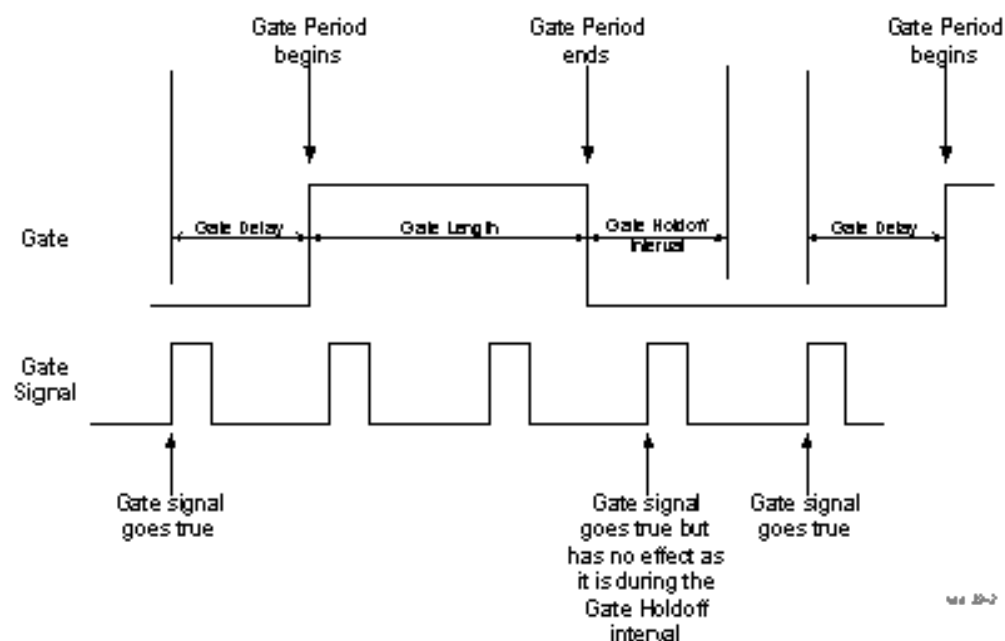 Gate Period
begins
Gate Period
ends
Gate Period
begins
Gate
Gate Delay
Gate Length
Gate Holdoff
Interval
Gate Delay
Gate
Signal
Gate signal
goes true
Gate signal
goes true but
has no effect as
it is during the
Gate Holdoff
interval
Gate signal
goes true